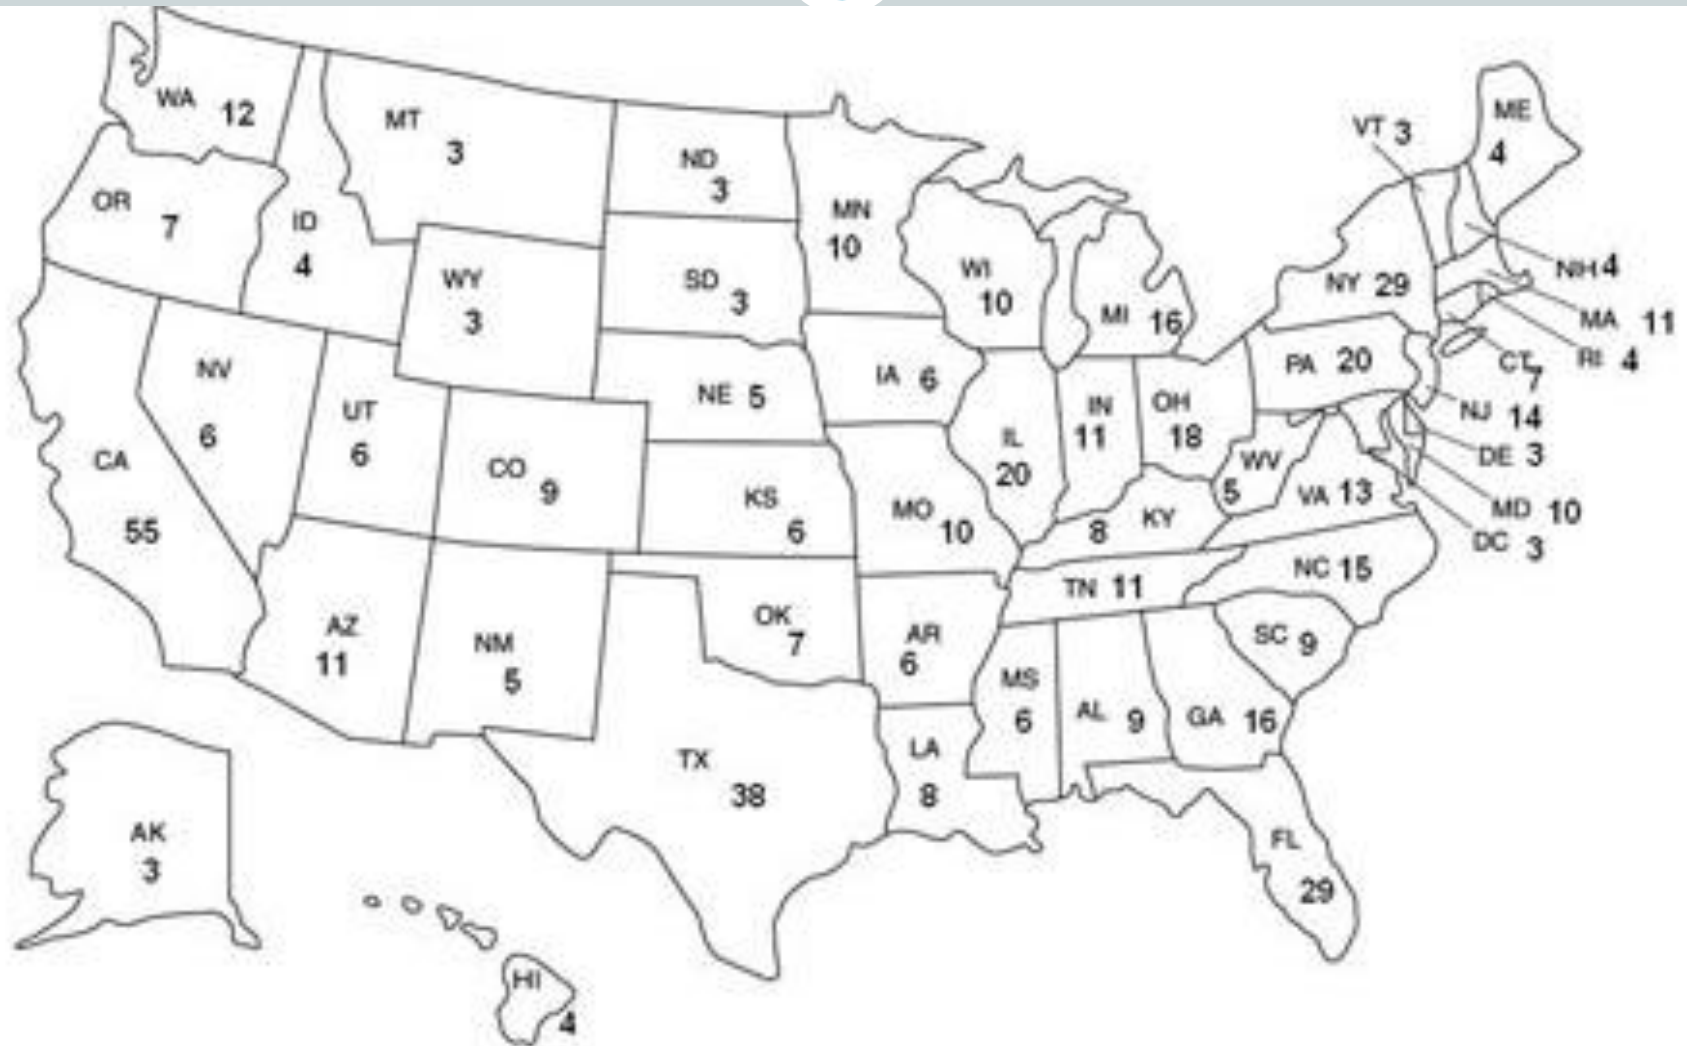 WA 12
MT 3
ND 3
MN 10
VT 3
ME 4
OR 7
ID 4
WY 3
SD 3
WI 10
MI 16
NY 29
NH 4
MA 11
RI 4
CT 7
NJ 14
DE 3
MD 10
DC 3
NV 6
UT 6
CO 9
NE 5
IA 6
IL 20
IN 11
OH 18
PA 20
WV 5
VA 13
CA 55
KS 6
MO 10
8 KY
NC 15
TN 11
AZ 11
NM 5
OK 7
AR 6
SC 9
MS 6
AL 9
GA 16
TX 38
LA 8
FL 29
AK 3
HI 4